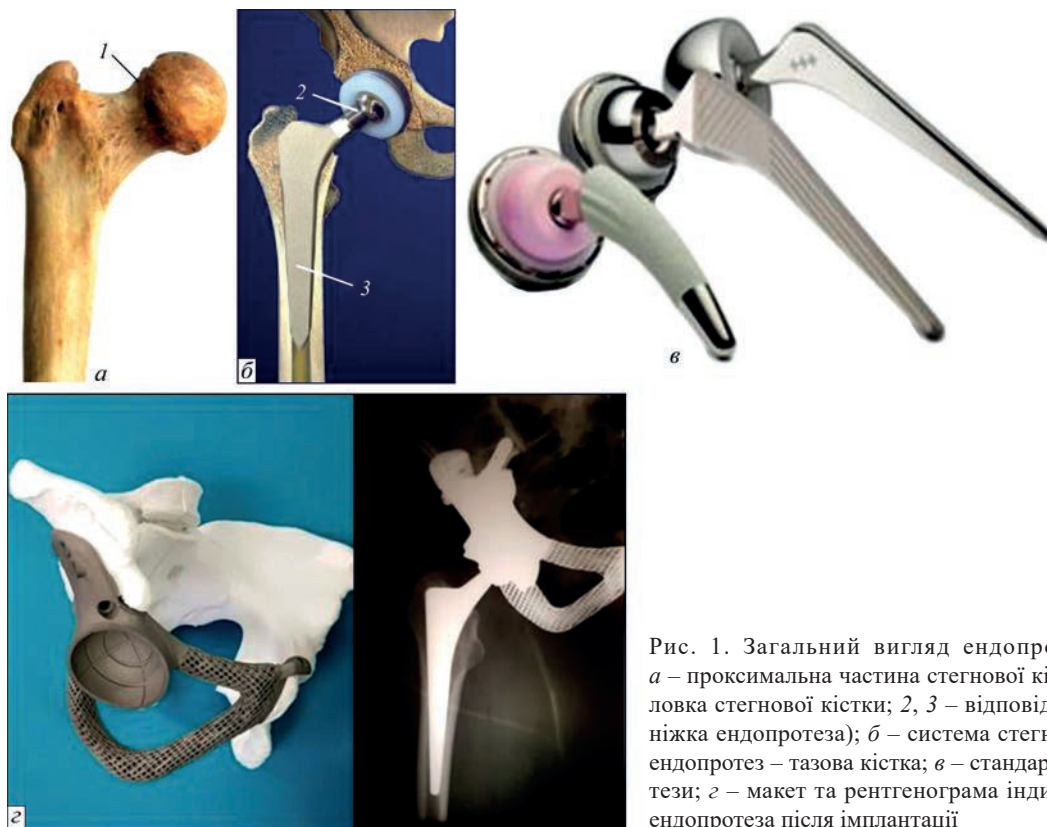 1
а
2
3
б
в
г
Рис. 1. Загальний вигляд ендопро
а – проксимальна частина стегнової кі
ловка стегнової кістки; 2, 3 – відповід
ніжка ендопротеза); б – система стегн
ендопротез – тазова кістка; в – стандар
тези; г – макет та рентгенограма інди
ендопротеза після імплантації